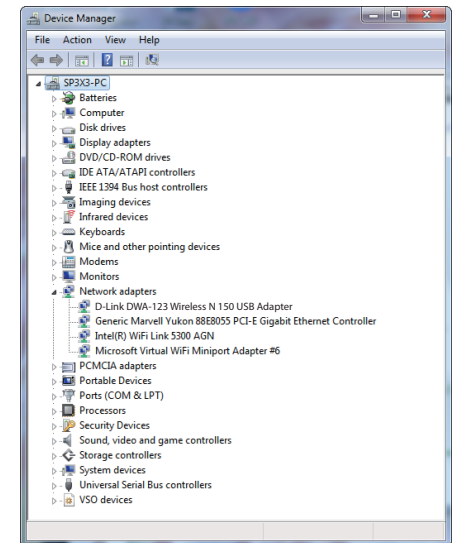 Device Manager
File Action View Help
SP3X3-PC
Batteries
Computer
Disk drives
Display adapters
DVD/CD-ROM drives
IDE ATA/ATAPI controllers
IEEE 1394 Bus host controllers
Imaging devices
Infrared devices
Keyboards
Mice and other pointing devices
Modems
Monitors
Network adapters
D-Link DWA-123 Wireless N 150 USB Adapter
Generic Marvell Yukon 88E8055 PCI-E Gigabit Ethernet Controller
Intel(R) WiFi Link 5300 AGN
Microsoft Virtual WiFi Miniport Adapter #6
PCMCIA adapters
Portable Devices
Ports (COM & LPT)
Processors
Security Devices
Sound, video and game controllers
Storage controllers
System devices
Universal Serial Bus controllers
VSO devices